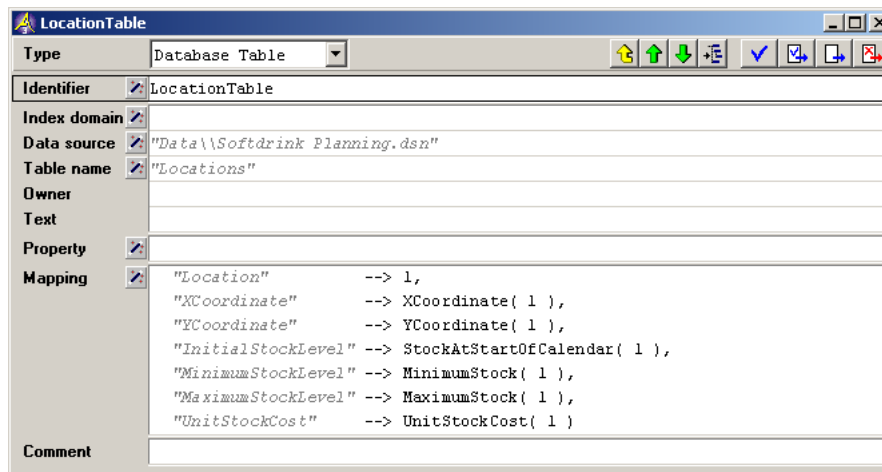 LocationTable
Type Database Table
Identifier LocationTable
Index domain
Data source "Data\\Softdrink Planning.dsn"
Table name "Locations"
Owner
Text
Property
Mapping "Location" --> l,
"XCoordinate" --> XCoordinate( l ),
"YCoordinate" --> YCoordinate( l ),
"InitialStockLevel" --> StockAtStartOfCalendar( l ),
"MinimumStockLevel" --> MinimumStock( l ),
"MaximumStockLevel" --> MaximumStock( l ),
"UnitStockCost" --> UnitStockCost( l )
Comment